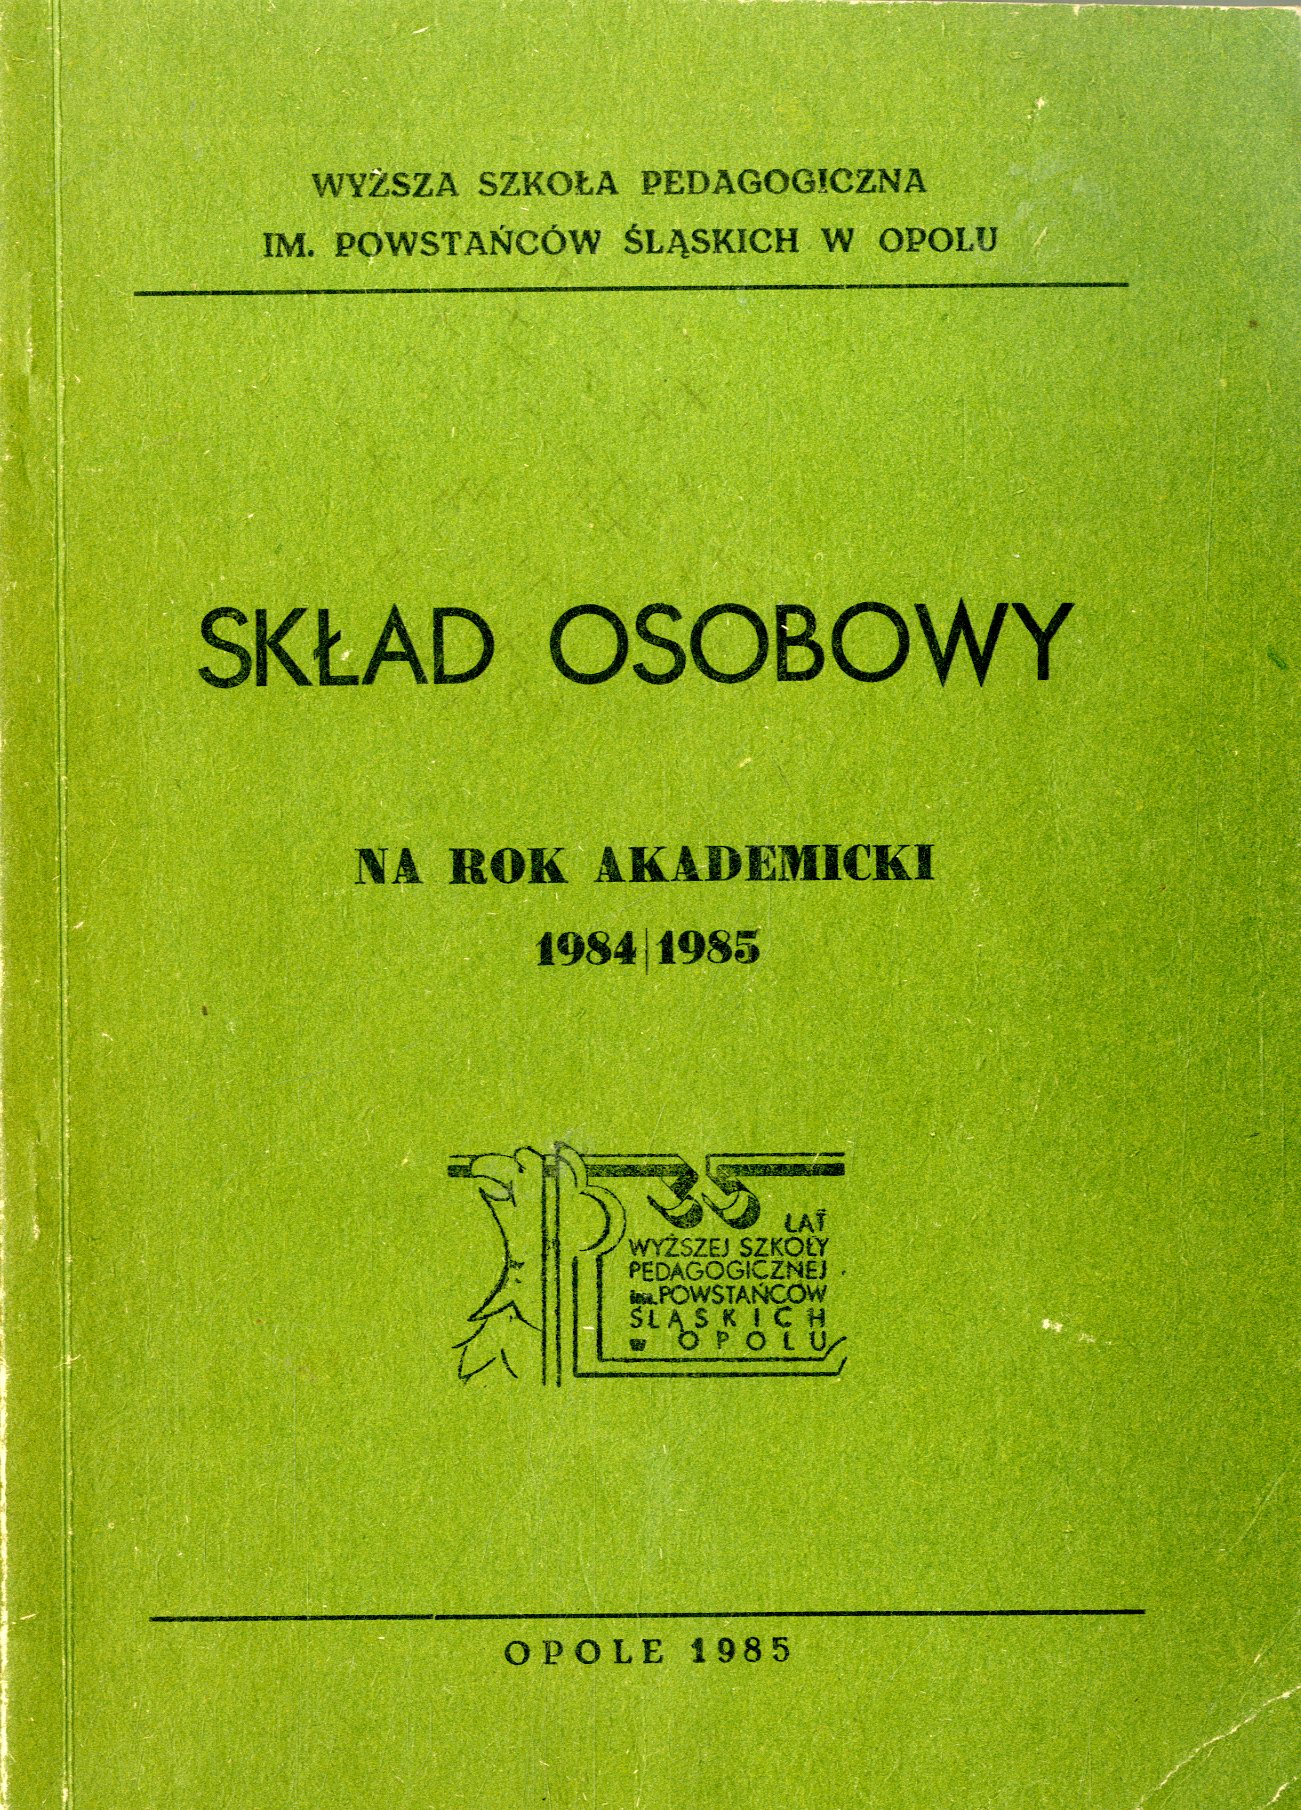 WYŻSZA SZKOŁA PEDAGOGICZNA
IM. POWSTAŃCÓW ŚLĄSKICH W OPOLU
SKŁAD OSOBOWY
NA ROK AKADEMICKI
1984|1985
35 LAT
WYŻSZEJ SZKOŁY
PEDAGOGICZNEJ
im. POWSTAŃCÓW
ŚLĄSKICH
w OPOLU
OPOLE 1985